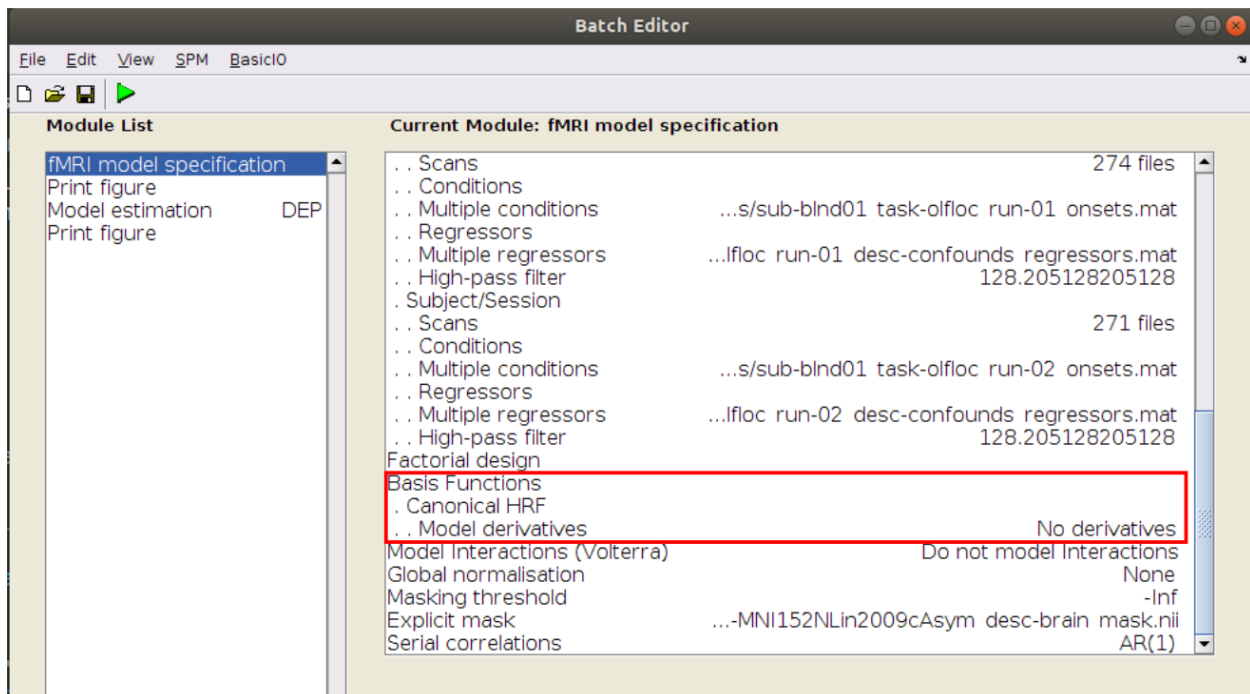 Batch Editor
File Edit View SPM BasicIO
Module List
Current Module: fMRI model specification
fMRI model specification
Print figure
Model estimation DEP
Print figure
. . Scans 274 files
. . Conditions
. . Multiple conditions ...s/sub-blnd01 task-olfloc run-01 onsets.mat
. . Regressors
. . Multiple regressors ...lfloc run-01 desc-confounds regressors.mat
. . High-pass filter 128.205128205128
. Subject/Session
. . Scans 271 files
. . Conditions
. . Multiple conditions ...s/sub-blnd01 task-olfloc run-02 onsets.mat
. . Regressors
. . Multiple regressors ...lfloc run-02 desc-confounds regressors.mat
. . High-pass filter 128.205128205128
Factorial design
Basis Functions
. Canonical HRF
. . Model derivatives No derivatives
Model Interactions (Volterra) Do not model Interactions
Global normalisation None
Masking threshold -Inf
Explicit mask ...-MNI152NLin2009cAsym desc-brain mask.nii
Serial correlations AR(1)